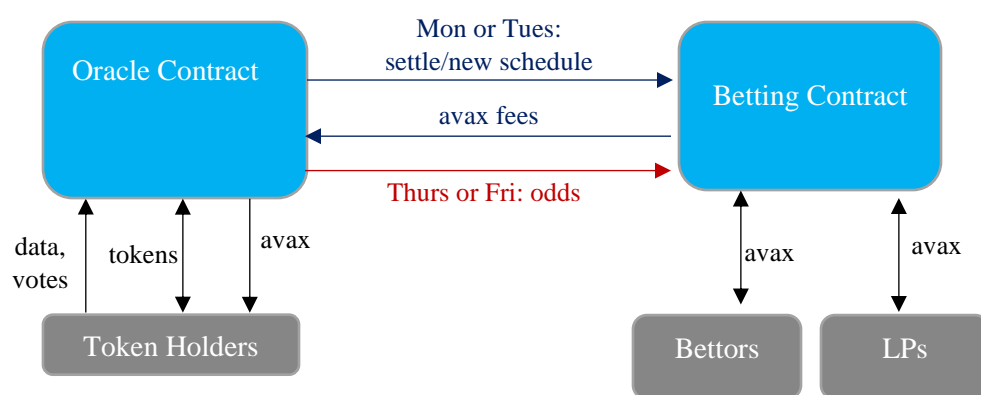 Mon or Tues:
settle/new schedule
Oracle Contract
Betting Contract
avax fees
Thurs or Fri: odds
data,
votes
tokens
avax
avax
avax
Token Holders
Bettors
LPs